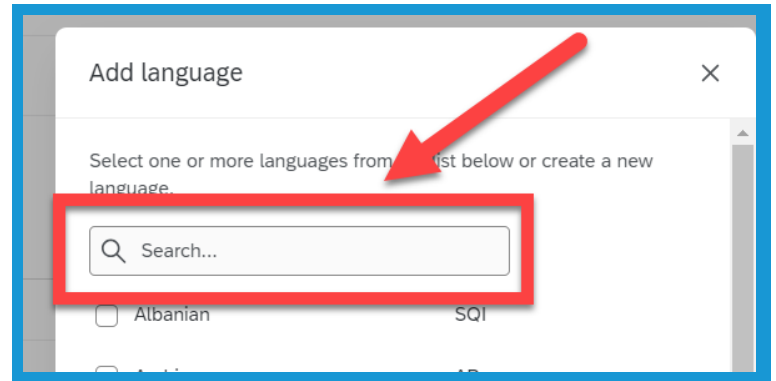 Add language
Select one or more languages from list below or create a new
language.
Search...
Albanian SQI